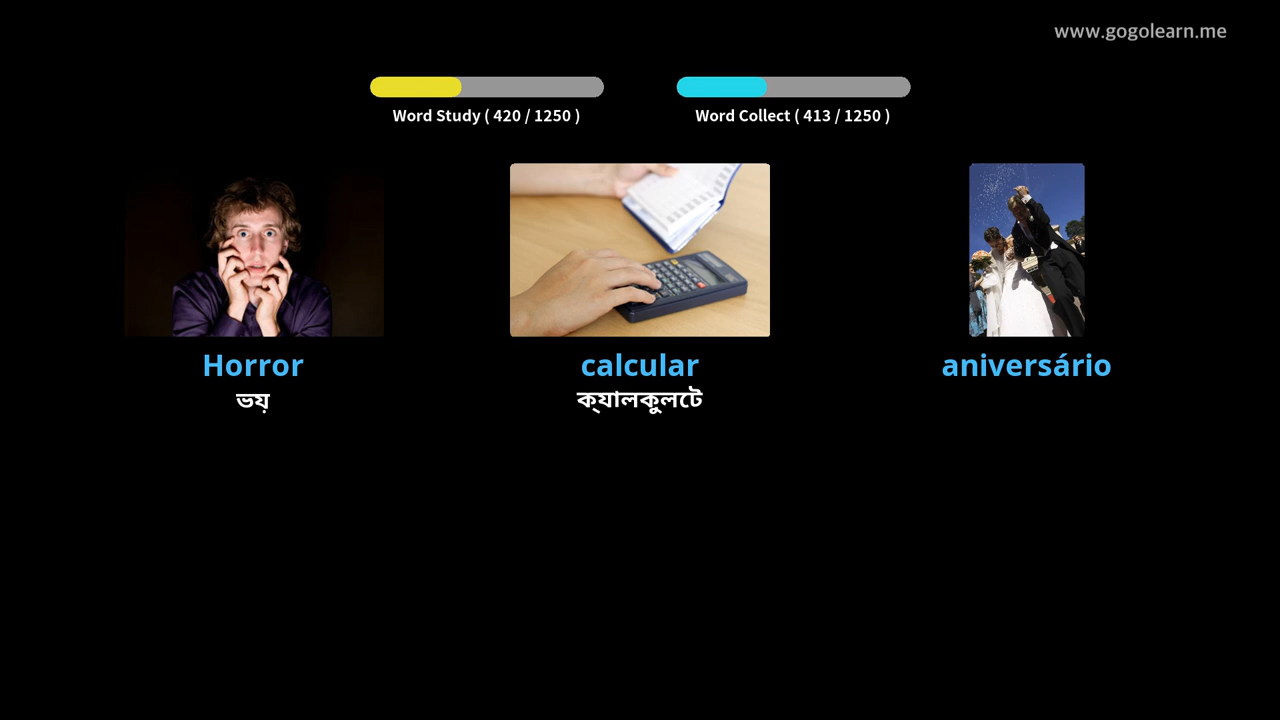 www.gogolearn.me
Word Study ( 420 / 1250 )
Word Collect ( 413 / 1250 )
Horror
calcular
aniversário
ভয়
ক্যালকুলটে